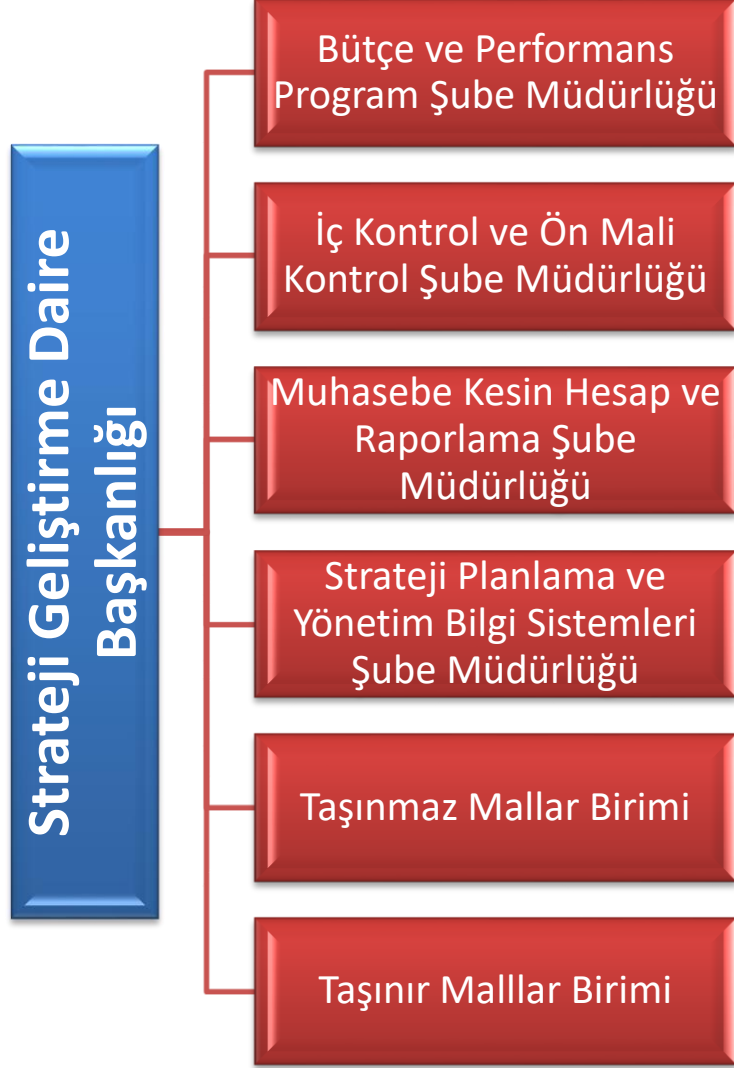 Strateji Geliştirme Daire
Başkanlığı
Bütçe ve Performans
Program Şube Müdürlüğü
İç Kontrol ve Ön Mali
Kontrol Şube Müdürlüğü
Muhasebe Kesin Hesap ve
Raporlama Şube
Müdürlüğü
Strateji Planlama ve
Yönetim Bilgi Sistemleri
Şube Müdürlüğü
Taşınmaz Mallar Birimi
Taşınır Malllar Birimi